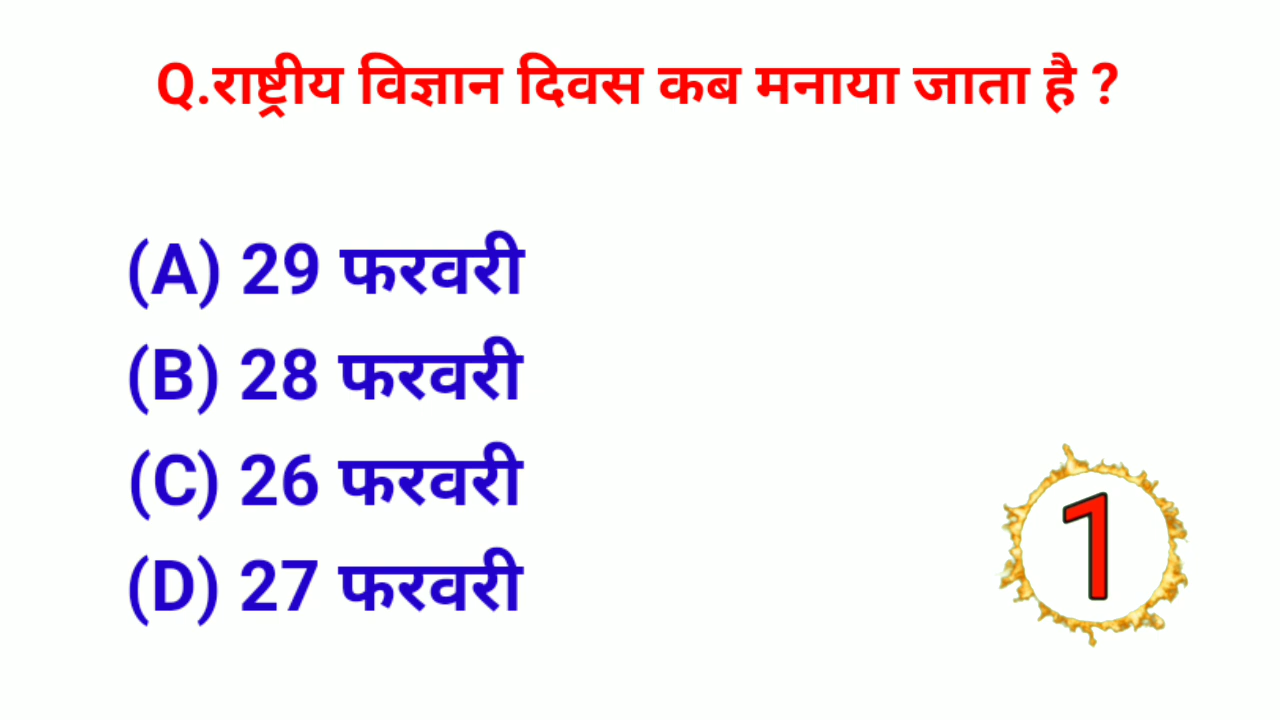 Q.राष्ट्रीय विज्ञान दिवस कब मनाया जाता है ?
(A) 29 फरवरी
(B) 28 फरवरी
(C) 26 फरवरी
(D) 27 फरवरी
1